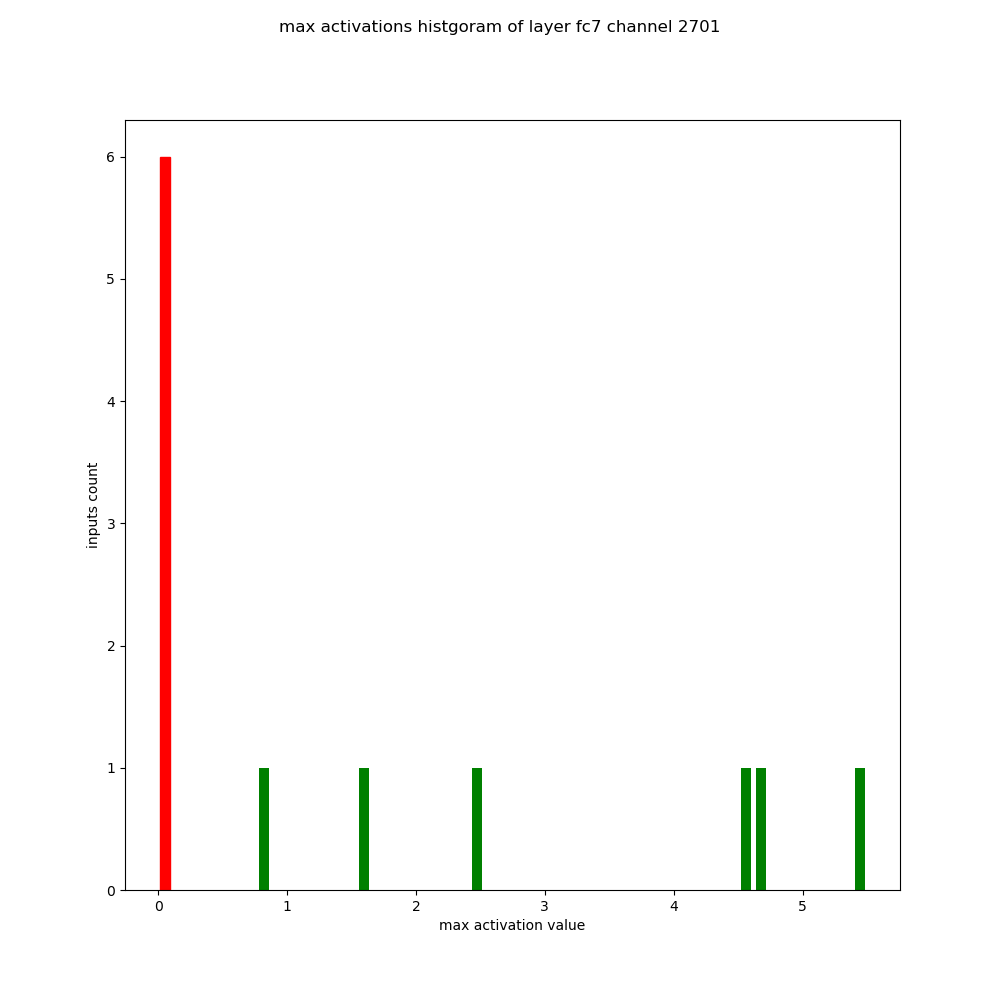 max activations histgoram of layer fc7 channel 2701
6
5
4
3
2
1
0
inputs count
0 1 2 3 4 5
max activation value